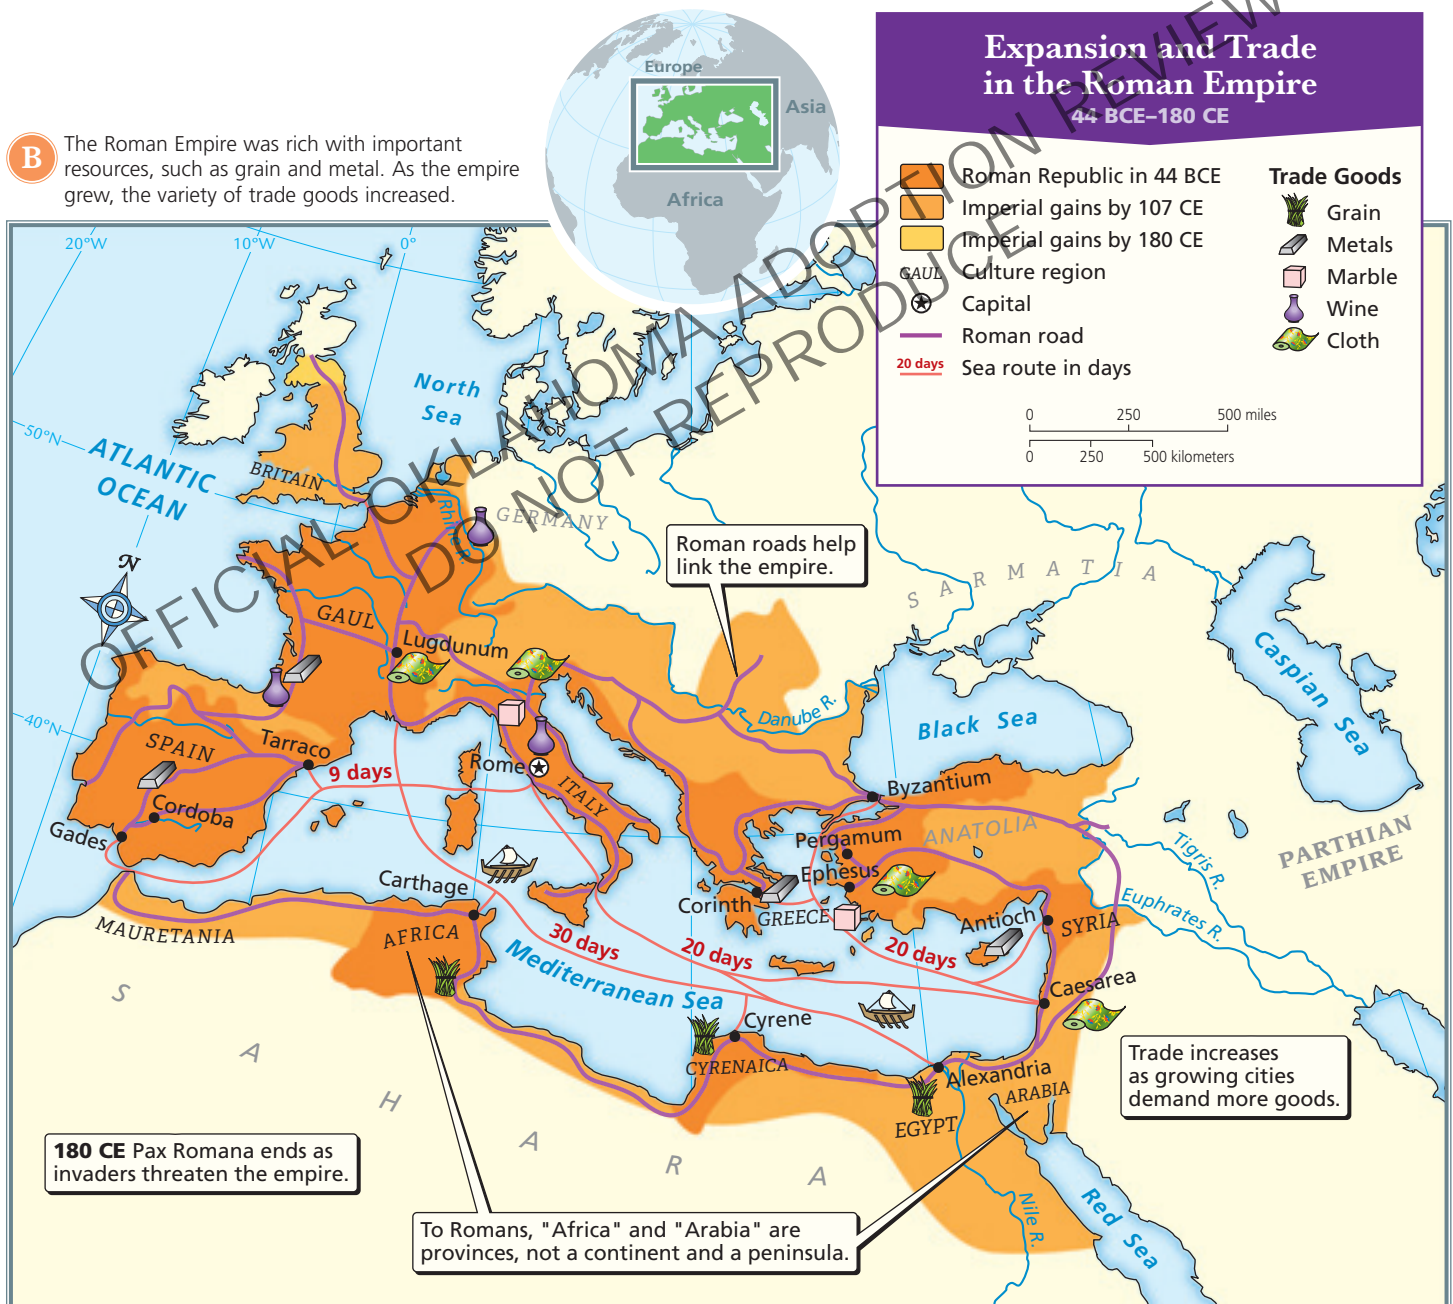 B
The Roman Empire was rich with important
resources, such as grain and metal. As the empire
grew, the variety of trade goods increased.
Europe
Asia
Africa
Expansion and Trade
in the Roman Empire
44 BCE–180 CE
Roman Republic in 44 BCE
Imperial gains by 107 CE
Imperial gains by 180 CE
GAUL Culture region
Capital
Roman road
20 days Sea route in days
Trade Goods
Grain
Metals
Marble
Wine
Cloth
0 250 500 miles
0 250 500 kilometers
OFFICIAL OKLAHOMA ADOPTION REVIEW
DO NOT REPRODUCE
20°W
10°W
0°
50°N
40°N
ATLANTIC
OCEAN
North
Sea
BRITAIN
Rhine R.
GERMANY
N
GAUL
Lugdunum
Roman roads help
link the empire.
SARMATIA
Caspian Sea
Black Sea
Danube R.
SPAIN
Tarraco
9 days
Cordoba
Gades
Rome
ITALY
Byzantium
Pergamum
ANATOLIA
Ephesus
Corinth
GREECE
Antioch
SYRIA
Tigris R.
Euphrates R.
PARTHIAN
EMPIRE
Carthage
MAURETANIA
AFRICA
30 days
20 days
20 days
Mediterranean Sea
Caesarea
Cyrene
CYRENAICA
Alexandria
ARABIA
EGYPT
SAHARA
Nile R.
Red Sea
Trade increases
as growing cities
demand more goods.
180 CE Pax Romana ends as
invaders threaten the empire.
To Romans, "Africa" and "Arabia" are
provinces, not a continent and a peninsula.